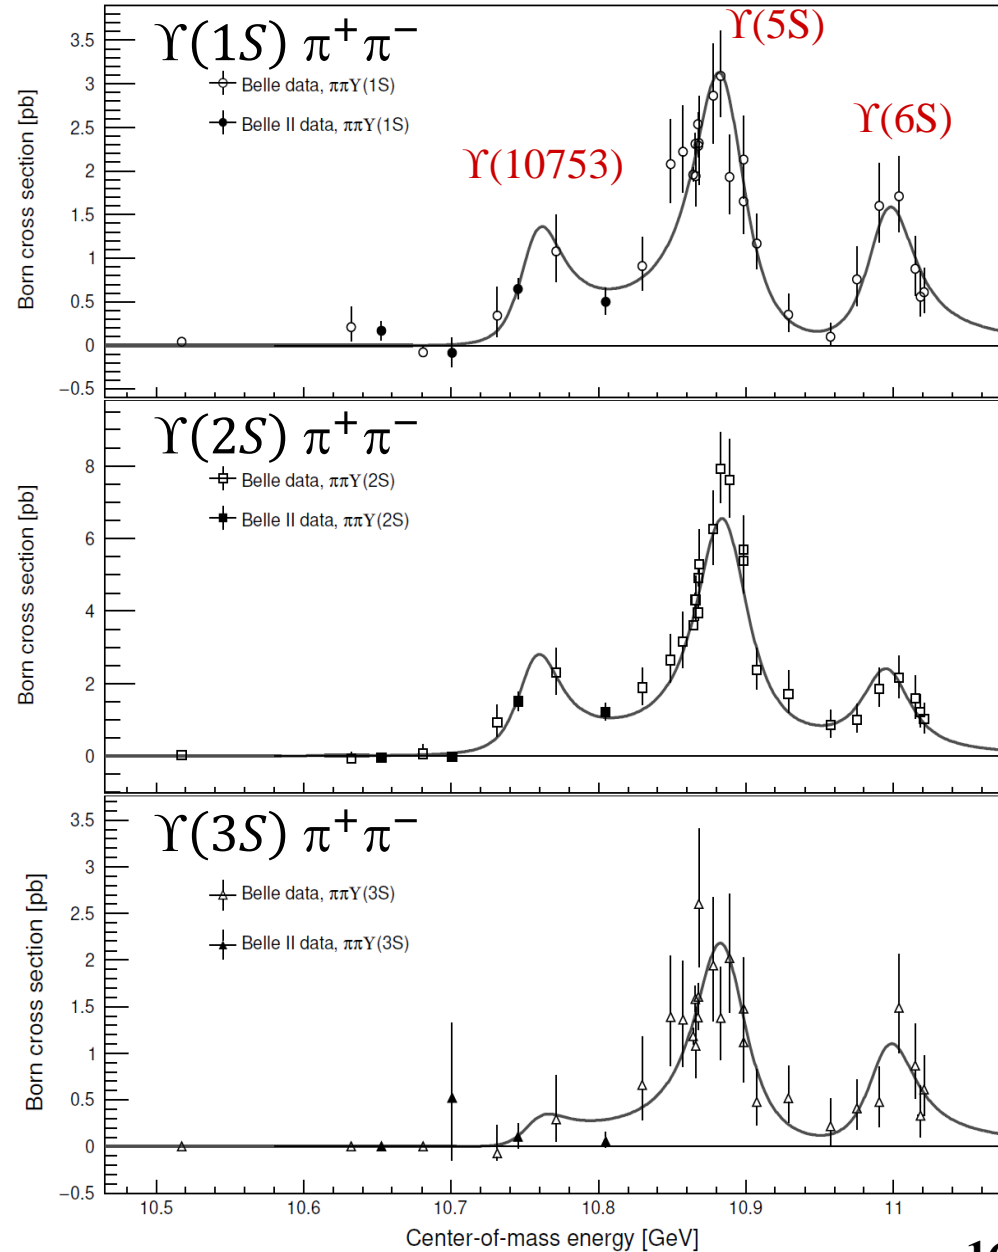 ϒ(1S) π⁺π⁻
ϒ(5S)
ϒ(6S)
ϒ(10753)
Belle data, ππϒ(1S)
Belle II data, ππϒ(1S)
Born cross section [pb]
3.5
3
2.5
2
1.5
1
0.5
0
−0.5
ϒ(2S) π⁺π⁻
Belle data, ππϒ(2S)
Belle II data, ππϒ(2S)
Born cross section [pb]
8
6
4
2
0
ϒ(3S) π⁺π⁻
Belle data, ππϒ(3S)
Belle II data, ππϒ(3S)
Born cross section [pb]
3.5
3
2.5
2
1.5
1
0.5
0
−0.5
10.5 10.6 10.7 10.8 10.9 11
Center-of-mass energy [GeV]